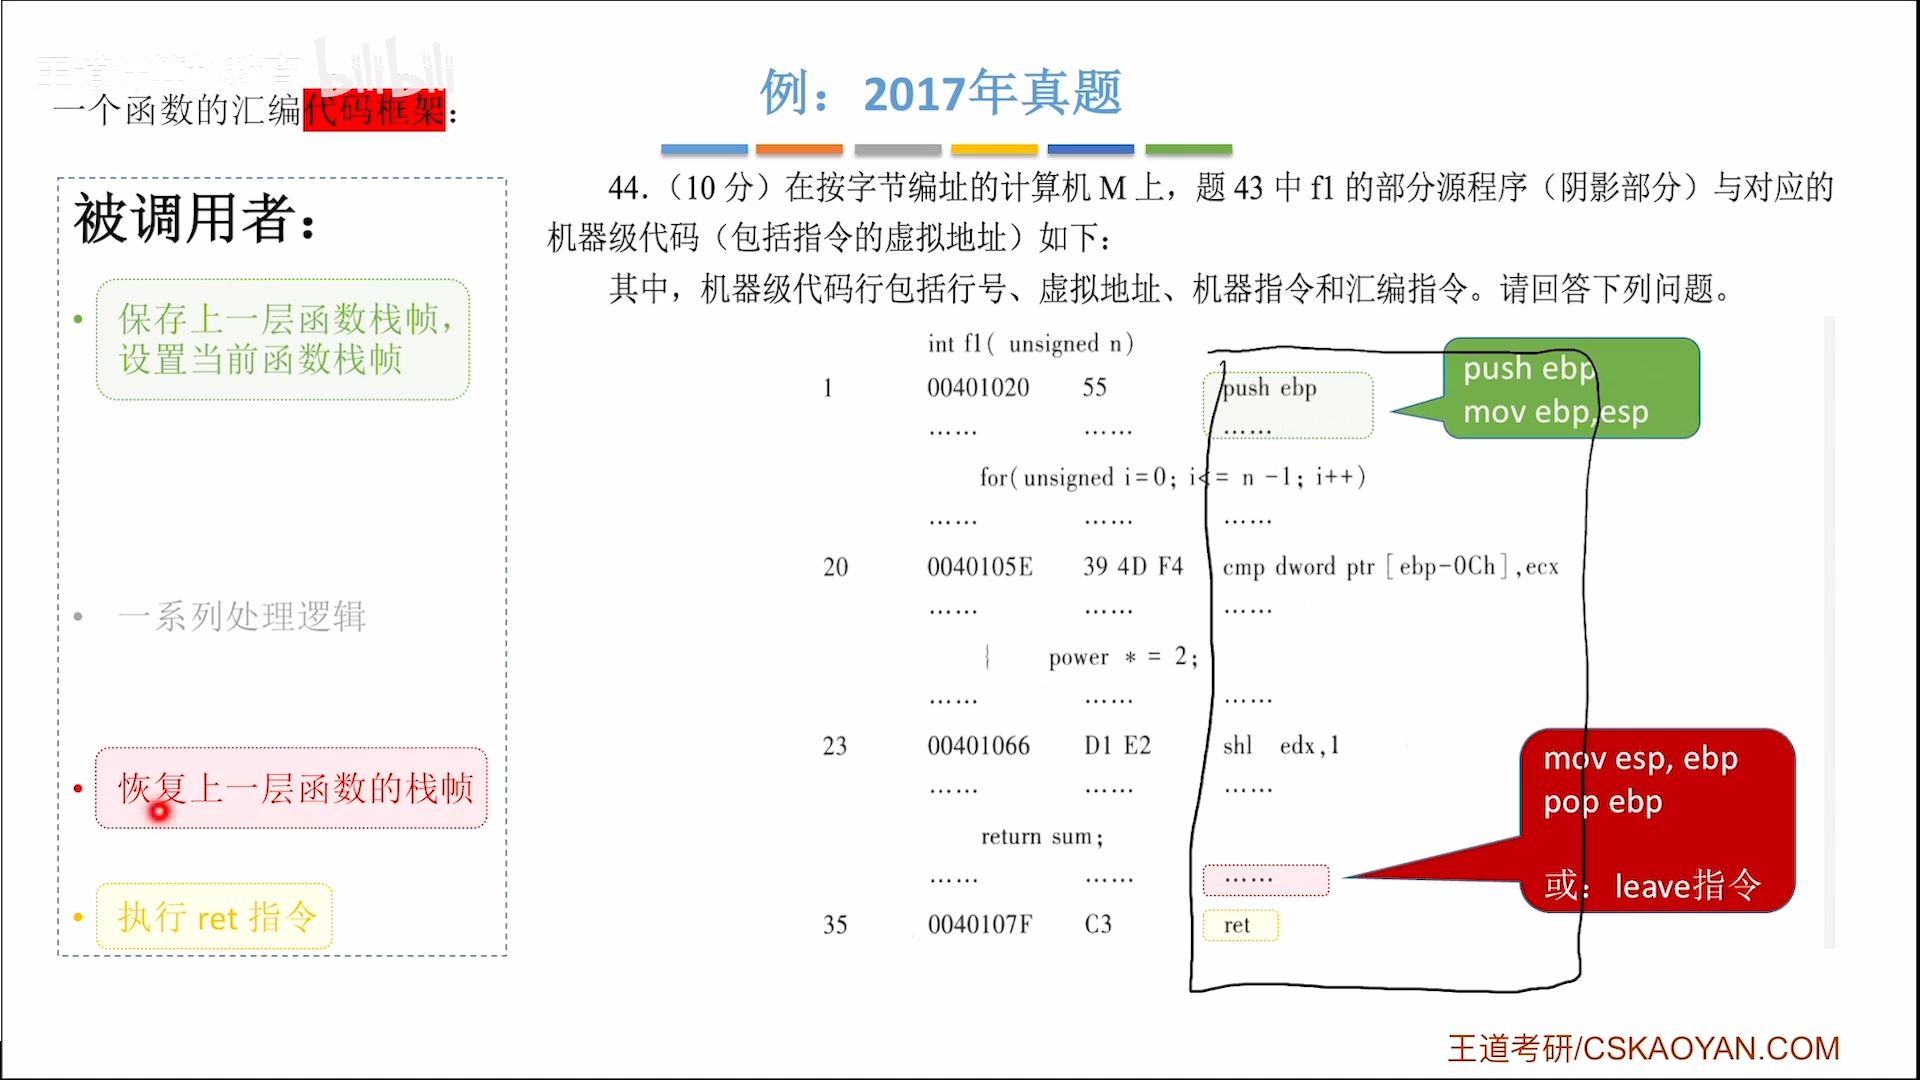 一个函数的汇编代码框架：
例：2017年真题
被调用者：
• 保存上一层函数栈帧，
设置当前函数栈帧
• 一系列处理逻辑
• 恢复上一层函数的栈帧
• 执行 ret 指令
44.（10 分）在按字节编址的计算机 M 上，题 43 中 f1 的部分源程序（阴影部分）与对应的
机器级代码（包括指令的虚拟地址）如下：
其中，机器级代码行包括行号、虚拟地址、机器指令和汇编指令。请回答下列问题。
int f1( unsigned n)
1 00401020 55 push ebp
…… …… ……
for(unsigned i=0; i<= n -1; i++)
…… …… ……
20 0040105E 39 4D F4 cmp dword ptr [ebp-0Ch],ecx
…… …… ……
{ power * = 2;
…… …… ……
23 00401066 D1 E2 shl edx,1
…… …… ……
return sum;
…… …… ……
35 0040107F C3 ret
push ebp
mov ebp,esp
mov esp, ebp
pop ebp
或：leave指令
王道考研/CSKAOYAN.COM